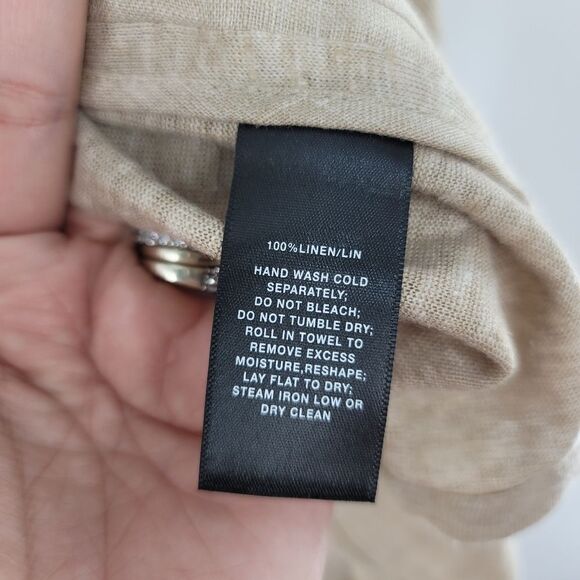 100%LINEN/LIN
HAND WASH COLD
SEPARATELY;
DO NOT BLEACH;
DO NOT TUMBLE DRY;
ROLL IN TOWEL TO
REMOVE EXCESS
MOISTURE,RESHAPE;
LAY FLAT TO DRY;
STEAM IRON LOW OR
DRY CLEAN